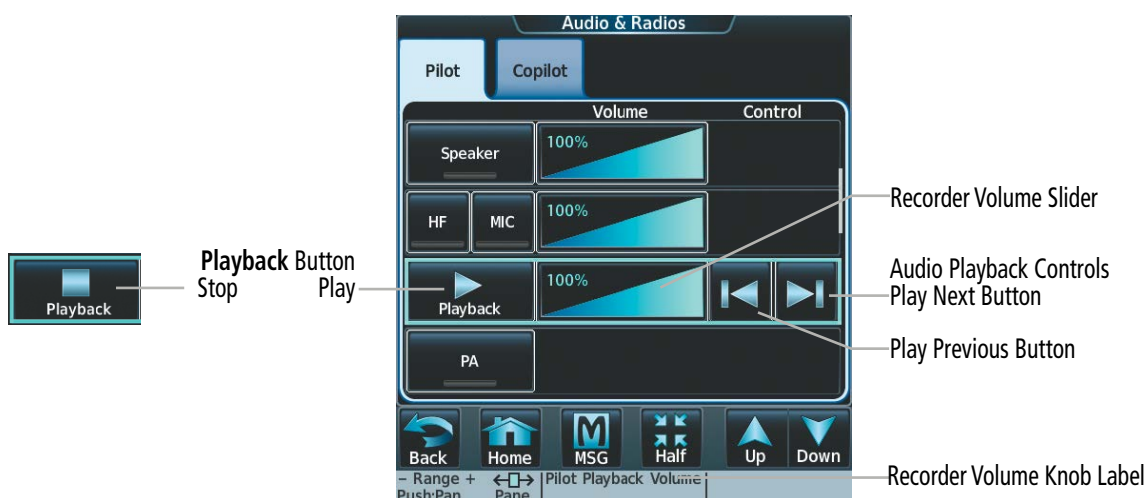 Audio & Radios
Pilot
Copilot
Volume
Control
Speaker
100%
HF
MIC
100%
Recorder Volume Slider
Playback
Playback Button
Stop
Play
Playback
100%
Audio Playback Controls
Play Next Button
PA
Play Previous Button
Back
Home
MSG
Half
Up
Down
– Range +
Push:Pan
Pane
Pilot Playback Volume
Recorder Volume Knob Label